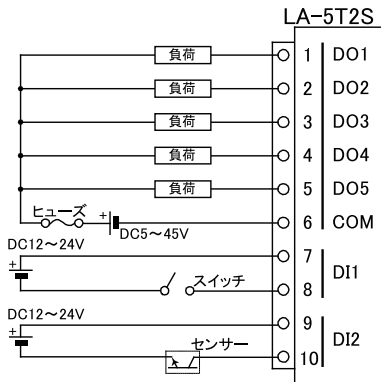 LA-5T2S
負荷 1 DO1
負荷 2 DO2
負荷 3 DO3
負荷 4 DO4
負荷 5 DO5
ヒューズ + DC5～45V 6 COM
DC12～24V
+ 7
DI1
スイッチ 8
DC12～24V
+ 9
DI2
センサー 10